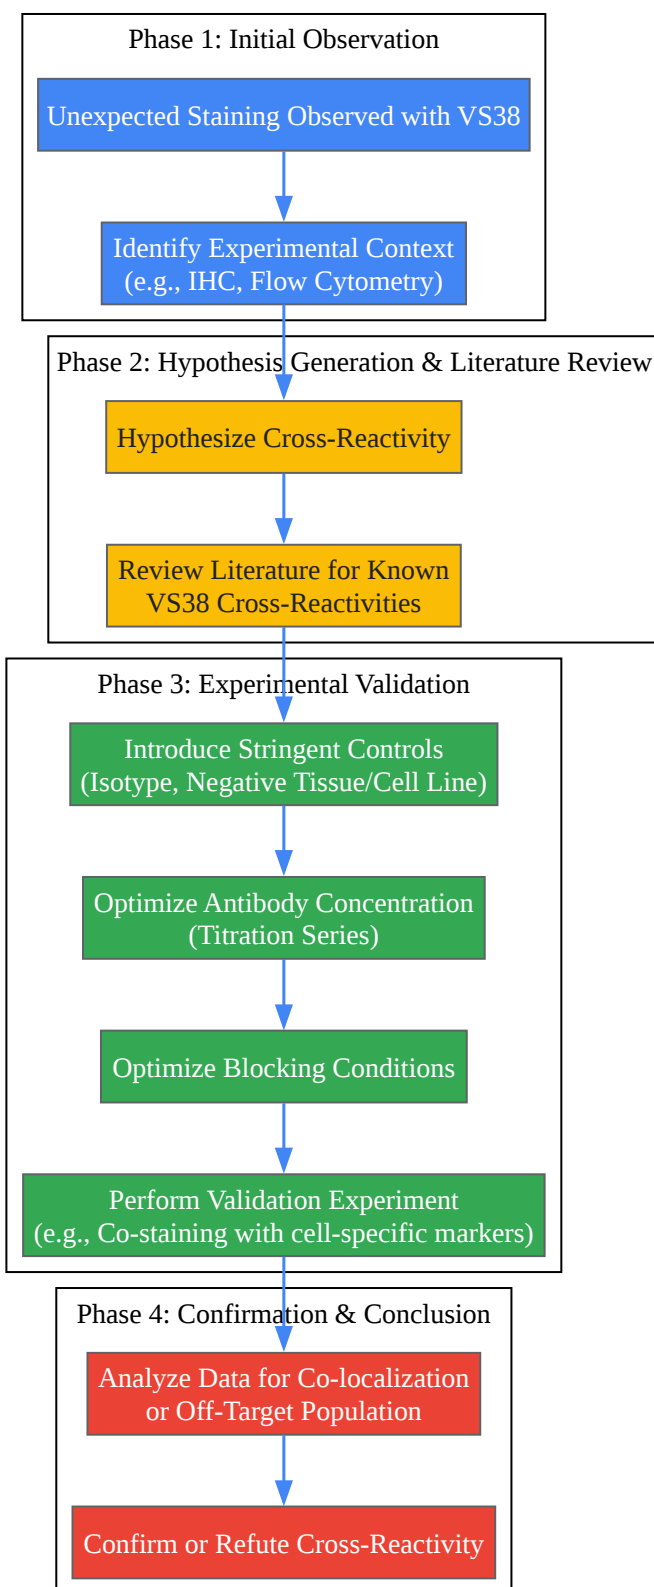 Phase 1: Initial Observation
Unexpected Staining Observed with VS38
Identify Experimental Context
(e.g., IHC, Flow Cytometry)
Phase 2: Hypothesis Generation & Literature Review
Hypothesize Cross-Reactivity
Review Literature for Known
VS38 Cross-Reactivities
Phase 3: Experimental Validation
Introduce Stringent Controls
(Isotype, Negative Tissue/Cell Line)
Optimize Antibody Concentration
(Titration Series)
Optimize Blocking Conditions
Perform Validation Experiment
(e.g., Co-staining with cell-specific markers)
Phase 4: Confirmation & Conclusion
Analyze Data for Co-localization
or Off-Target Population
Confirm or Refute Cross-Reactivity